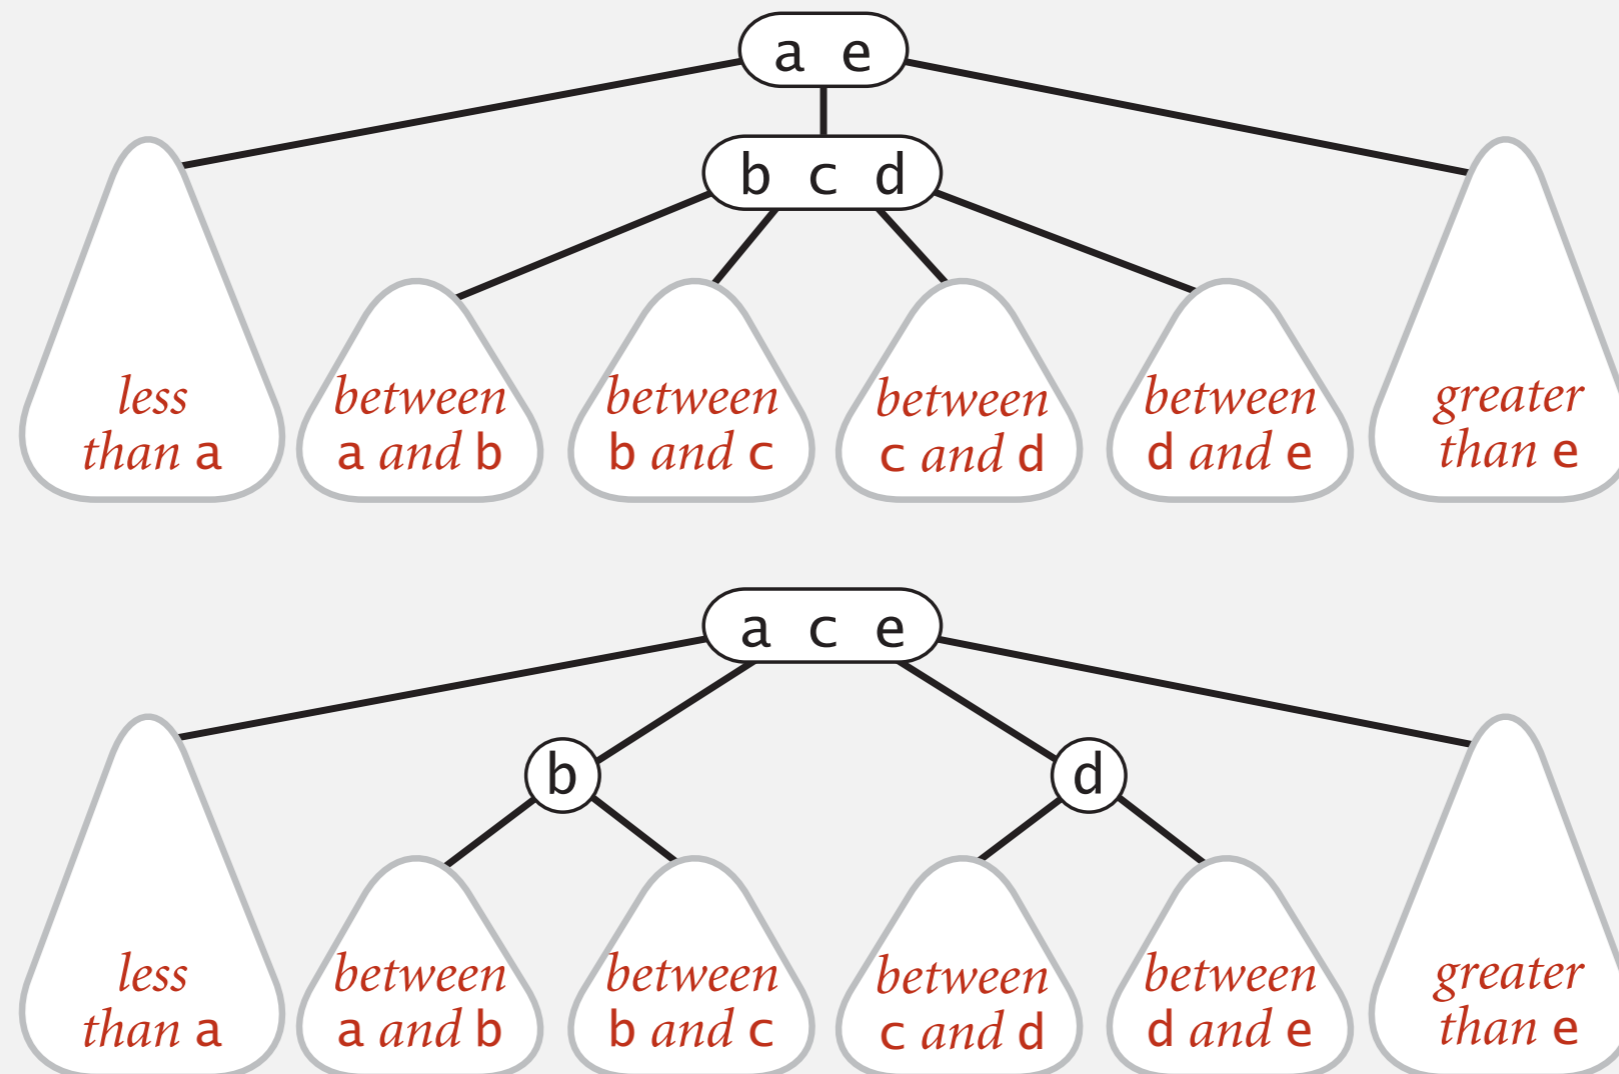 a e
b c d
less
than a
between
a and b
between
b and c
between
c and d
between
d and e
greater
than e
a c e
b
d
less
than a
between
a and b
between
b and c
between
c and d
between
d and e
greater
than e